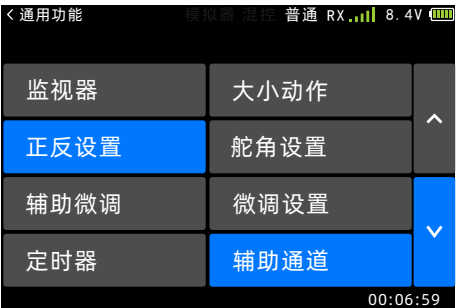 <通用功能 模拟器 混控 普通 RX 8.4V
监视器 大小动作
正反设置 舵角设置
辅助微调 微调设置
定时器 辅助通道
00:06:59